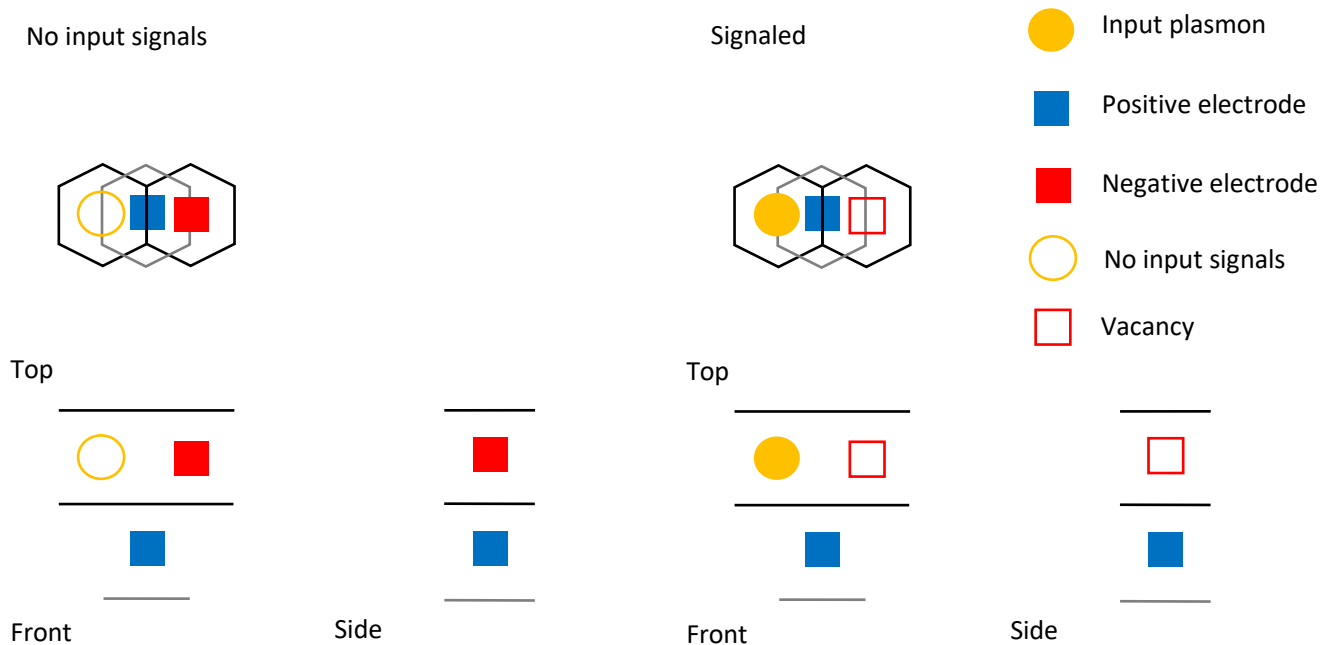 No input signals
Signaled
Input plasmon
Positive electrode
Negative electrode
No input signals
Vacancy
Top
Top
Front
Side
Front
Side